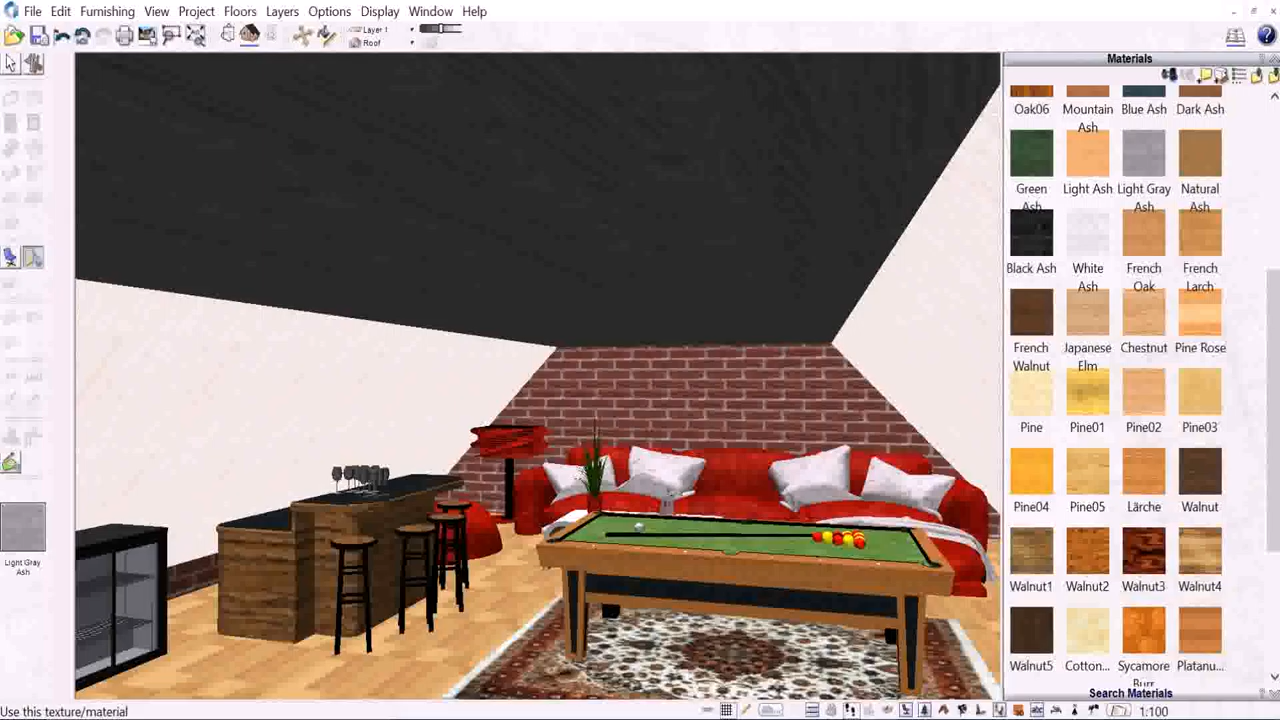 File Edit Furnishing View Project Floors Layers Options Display Window Help
Layer 1
Roof
Materials
Oak06 Mountain Ash Blue Ash Dark Ash
Green Ash Light Ash Light Gray Ash Natural Ash
Black Ash White Ash French Oak French Larch
French Walnut Japanese Elm Chestnut Pine Rose
Pine Pine01 Pine02 Pine03
Pine04 Pine05 Lärche Walnut
Walnut1 Walnut2 Walnut3 Walnut4
Walnut5 Cotton... Sycamore Burr Platanu...
Light Gray
Ash
Search Materials
Use this texture/material
1:100